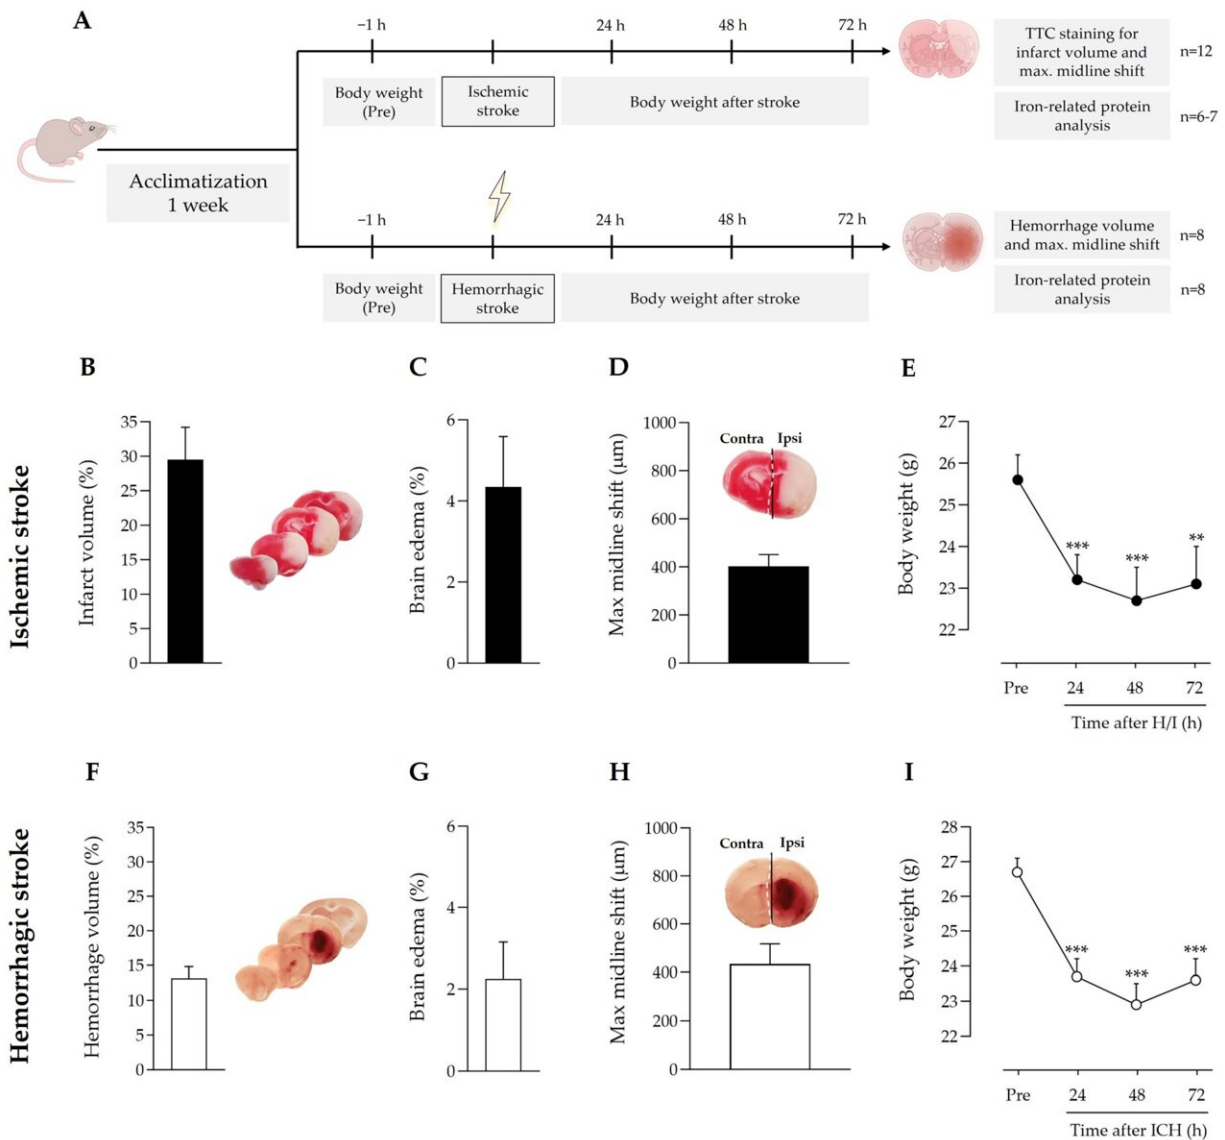 A
−1 h
24 h
48 h
72 h
Body weight
(Pre)
Ischemic
stroke
Body weight after stroke
TTC staining for
infarct volume and
max. midline shift
n=12
Iron-related protein
analysis
n=6-7
Acclimatization
1 week
−1 h
24 h
48 h
72 h
Body weight
(Pre)
Hemorrhagic
stroke
Body weight after stroke
Hemorrhage volume
and max. midline shift
n=8
Iron-related protein
analysis
n=8
Ischemic stroke
B
Infarct volume (%)
35
30
25
20
15
10
5
0
C
Brain edema (%)
6
4
2
0
D
Max midline shift (μm)
1000
800
600
400
200
0
Contra Ipsi
E
Body weight (g)
27
26
25
24
23
22
***
***
**
Pre 24 48 72
Time after H/I (h)
Hemorrhagic stroke
F
Hemorrhage volume (%)
35
30
25
20
15
10
5
0
G
Brain edema (%)
6
4
2
0
H
Max midline shift (μm)
1000
800
600
400
200
0
Contra Ipsi
I
Body weight (g)
28
27
26
25
24
23
22
***
***
***
Pre 24 48 72
Time after ICH (h)